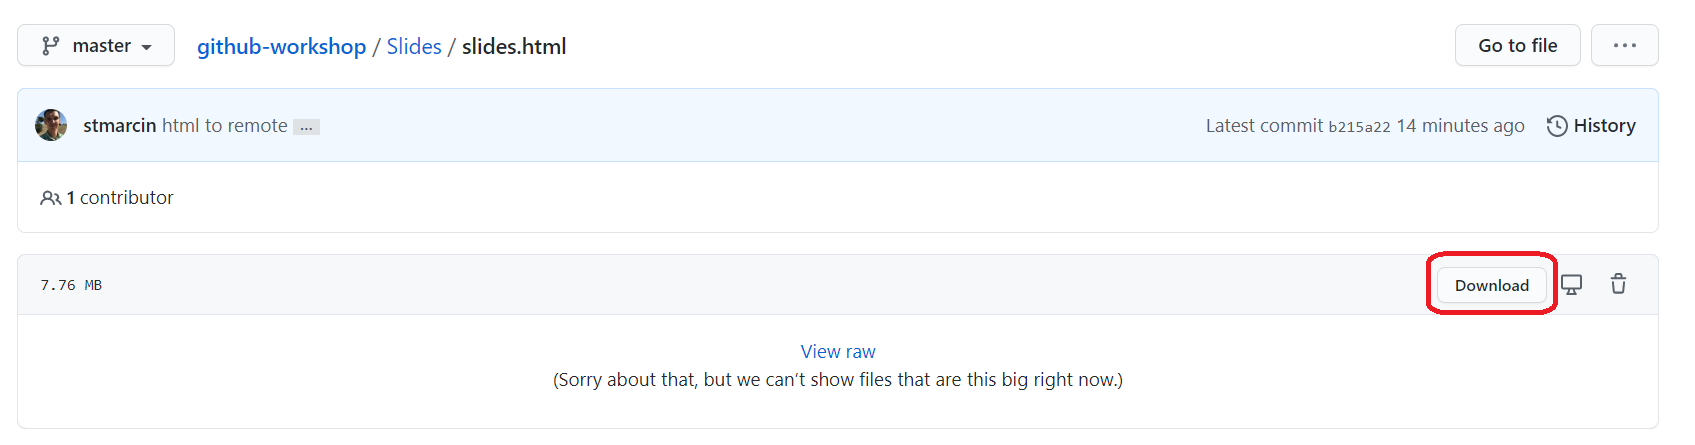 master github-workshop / Slides / slides.html Go to file ...
stmarcin html to remote ... Latest commit b215a22 14 minutes ago History
1 contributor
7.76 MB Download
View raw
(Sorry about that, but we can’t show files that are this big right now.)